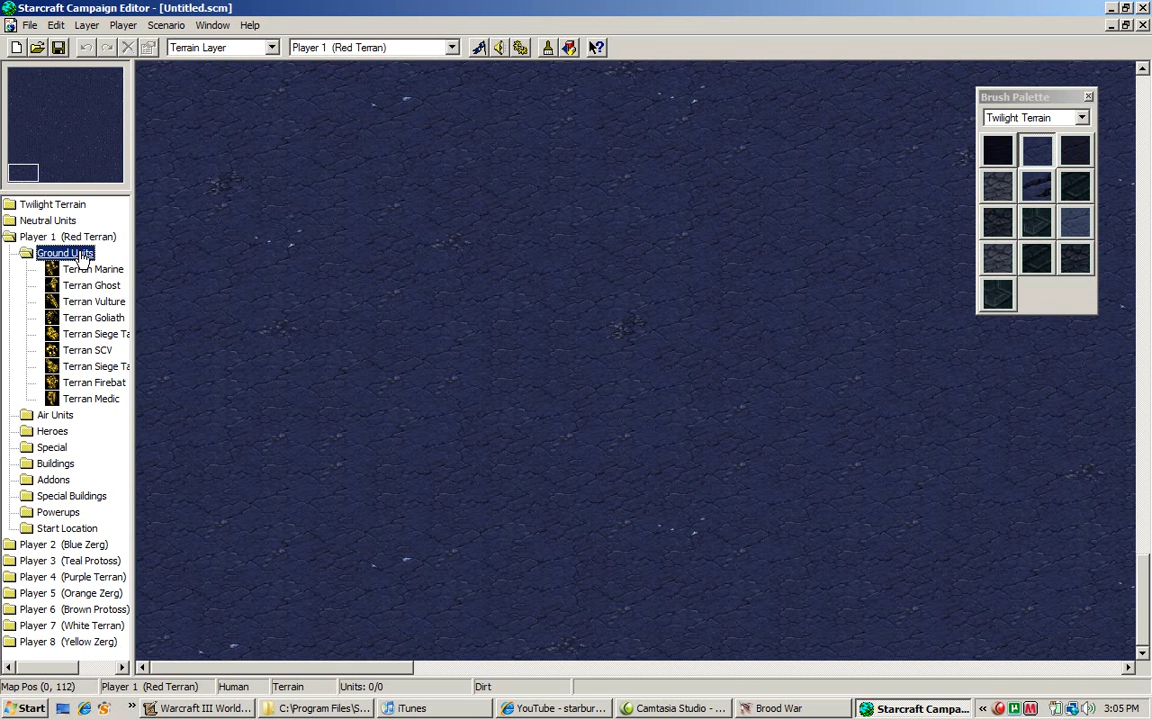 Starcraft Campaign Editor - [Untitled.scm]
File Edit Layer Player Scenario Window Help
Terrain Layer Player 1 (Red Terran)
Brush Palette
Twilight Terrain
Twilight Terrain
Neutral Units
Player 1 (Red Terran)
Ground Units
Terran Marine
Terran Ghost
Terran Vulture
Terran Goliath
Terran Siege Ta
Terran SCV
Terran Siege Ta
Terran Firebat
Terran Medic
Air Units
Heroes
Special
Buildings
Addons
Special Buildings
Powerups
Start Location
Player 2 (Blue Zerg)
Player 3 (Teal Protoss)
Player 4 (Purple Terran)
Player 5 (Orange Zerg)
Player 6 (Brown Protoss)
Player 7 (White Terran)
Player 8 (Yellow Zerg)
Map Pos (0, 112) Player 1 (Red Terran) Human Terrain Units: 0/0 Dirt
Start Warcraft III World... C:\Program Files\S... iTunes YouTube - starbur... Camtasia Studio - ... Brood War Starcraft Campa... 3:05 PM